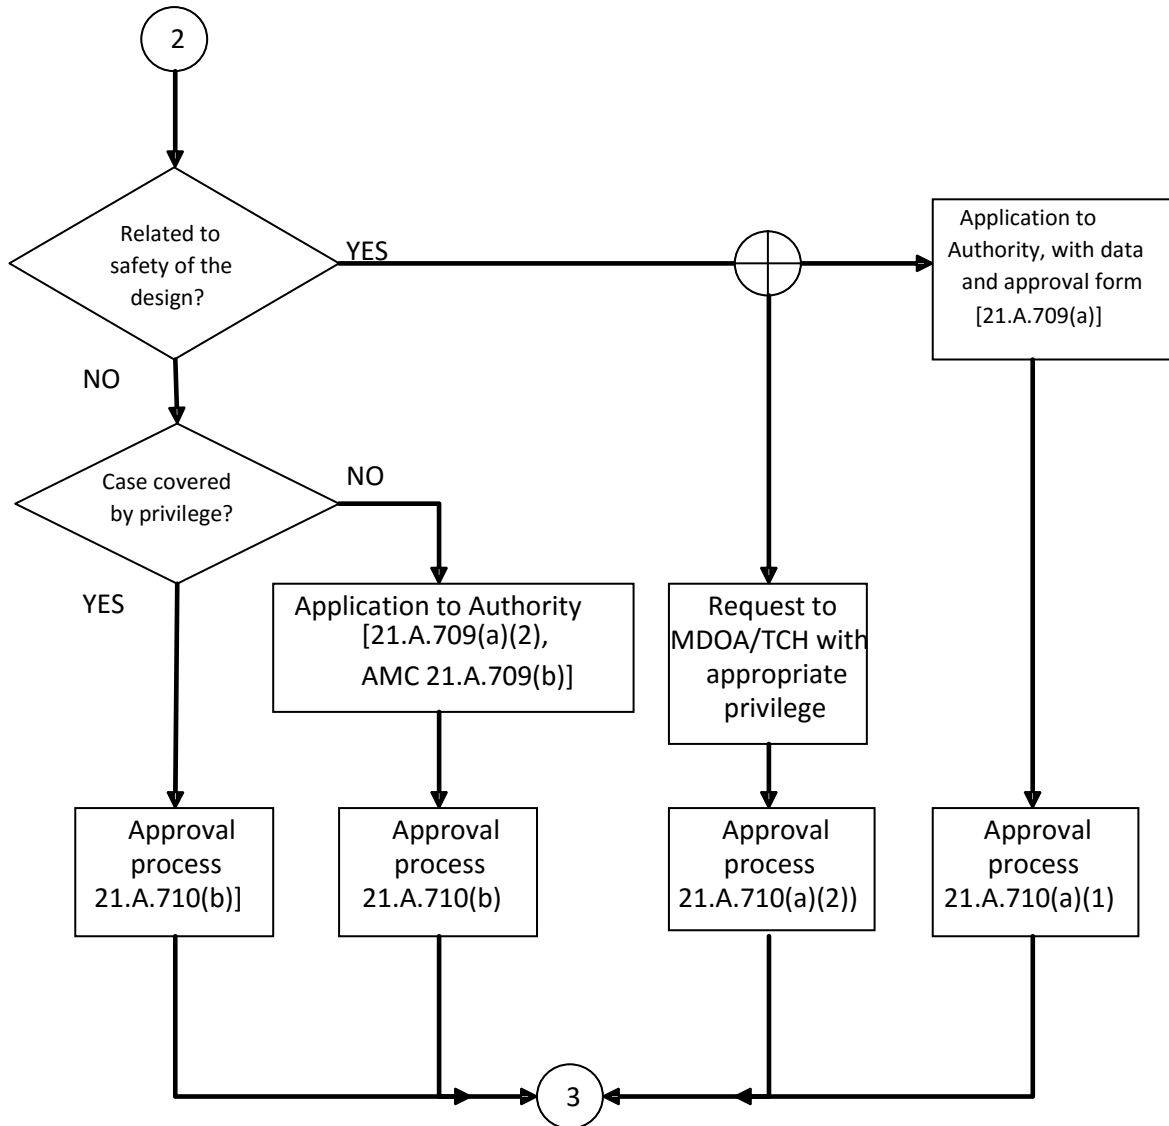 2
Related to
safety of the
design?
YES
Application to
Authority, with data
and approval form
[21.A.709(a)]
NO
Case covered
by privilege?
NO
YES
Application to Authority
[21.A.709(a)(2),
AMC 21.A.709(b)]
Request to
MDOA/TCH with
appropriate
privilege
Approval
process
21.A.710(b)]
Approval
process
21.A.710(b)
Approval
process
21.A.710(a)(2))
Approval
process
21.A.710(a)(1)
3